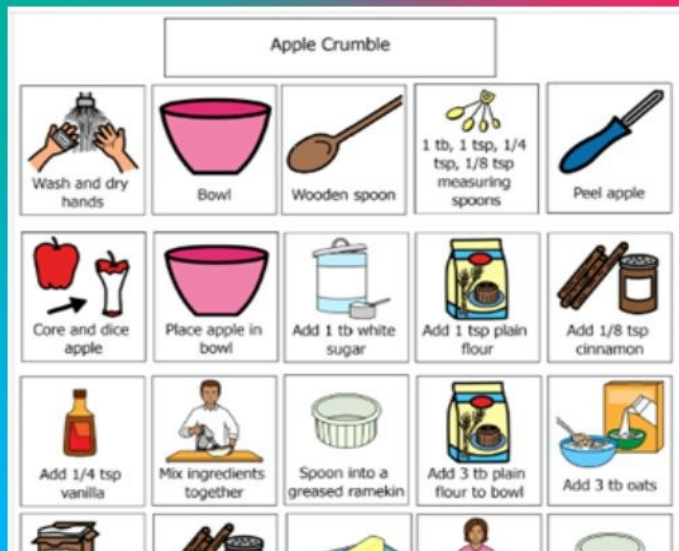 Apple Crumble
Wash and dry
hands
Bowl
Wooden spoon
1 tb, 1 tsp, 1/4
tsp, 1/8 tsp
measuring
spoons
Peel apple
Core and dice
apple
Place apple in
bowl
Add 1 tb white
sugar
Add 1 tsp plain
flour
Add 1/8 tsp
cinnamon
Add 1/4 tsp
vanilla
Mix ingredients
together
Spoon into a
greased ramekin
Add 3 tb plain
flour to bowl
Add 3 tb oats